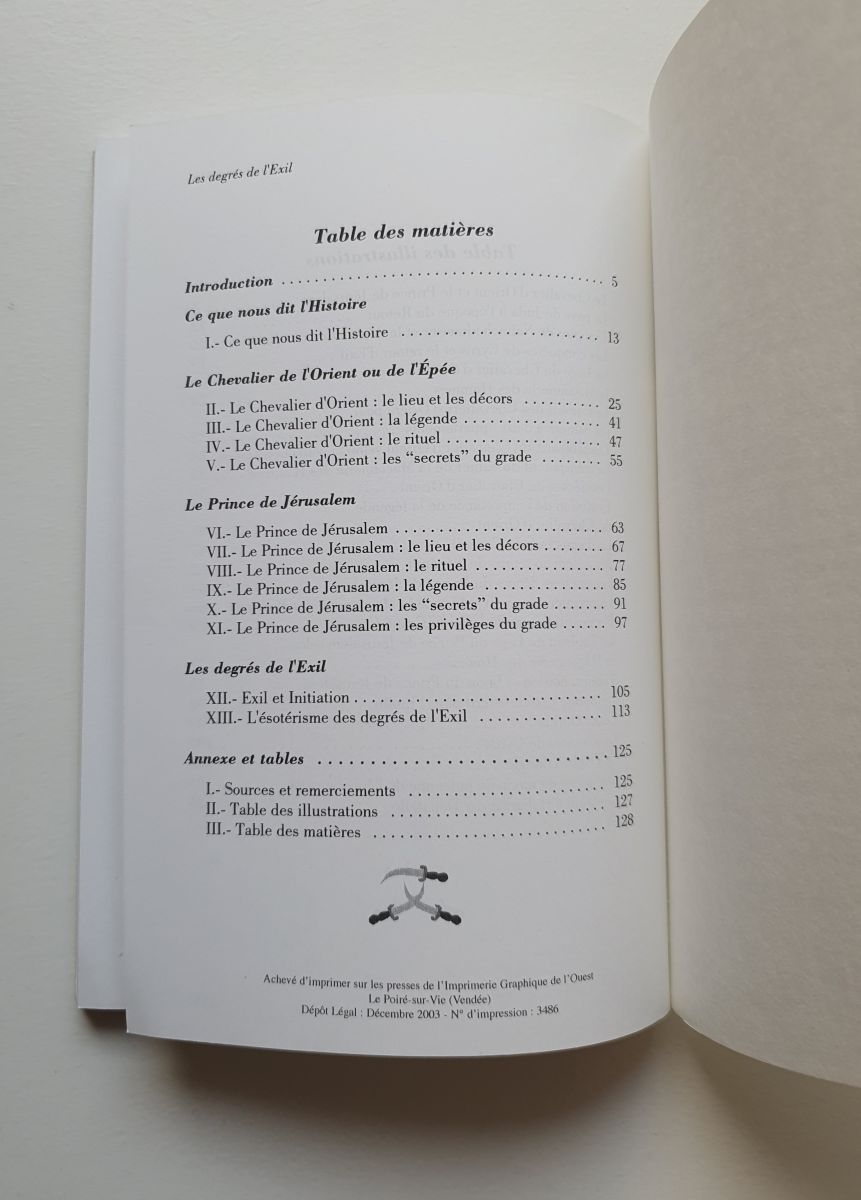 Les degrés de l'Exil
Table des matières
Introduction . . . . . . . . . . . . . . . . . . . . . . . . . . . . . . . . . . . . . . . 5
Ce que nous dit l'Histoire
I.- Ce que nous dit l'Histoire . . . . . . . . . . . . . . . . . . . . . . . . 13
Le Chevalier de l'Orient ou de l'Épée
II.- Le Chevalier d'Orient : le lieu et les décors . . . . . . . . . . 25
III.- Le Chevalier d'Orient : la légende . . . . . . . . . . . . . . . . . 41
IV.- Le Chevalier d'Orient : le rituel . . . . . . . . . . . . . . . . . . . 47
V.- Le Chevalier d'Orient : les “secrets” du grade . . . . . . . . 55
Le Prince de Jérusalem
VI.- Le Prince de Jérusalem . . . . . . . . . . . . . . . . . . . . . . . . . 63
VII.- Le Prince de Jérusalem : le lieu et les décors . . . . . . . . 67
VIII.- Le Prince de Jérusalem : le rituel . . . . . . . . . . . . . . . . 77
IX.- Le Prince de Jérusalem : la légende . . . . . . . . . . . . . . . 85
X.- Le Prince de Jérusalem : les “secrets” du grade . . . . . . . 91
XI.- Le Prince de Jérusalem : les privilèges du grade . . . . . . 97
Les degrés de l'Exil
XII.- Exil et Initiation . . . . . . . . . . . . . . . . . . . . . . . . . . . . . . 105
XIII.- L'ésotérisme des degrés de l'Exil . . . . . . . . . . . . . . . 113
Annexe et tables . . . . . . . . . . . . . . . . . . . . . . . . . . . . . 125
I.- Sources et remerciements . . . . . . . . . . . . . . . . . . . . . . . . 125
II.- Table des illustrations . . . . . . . . . . . . . . . . . . . . . . . . . . 127
III.- Table des matières . . . . . . . . . . . . . . . . . . . . . . . . . . . . 128
Achevé d'imprimer sur les presses de l'Imprimerie Graphique de l'Ouest
Le Poiré-sur-Vie (Vendée)
Dépôt Légal : Décembre 2003 - N° d'impression : 3486